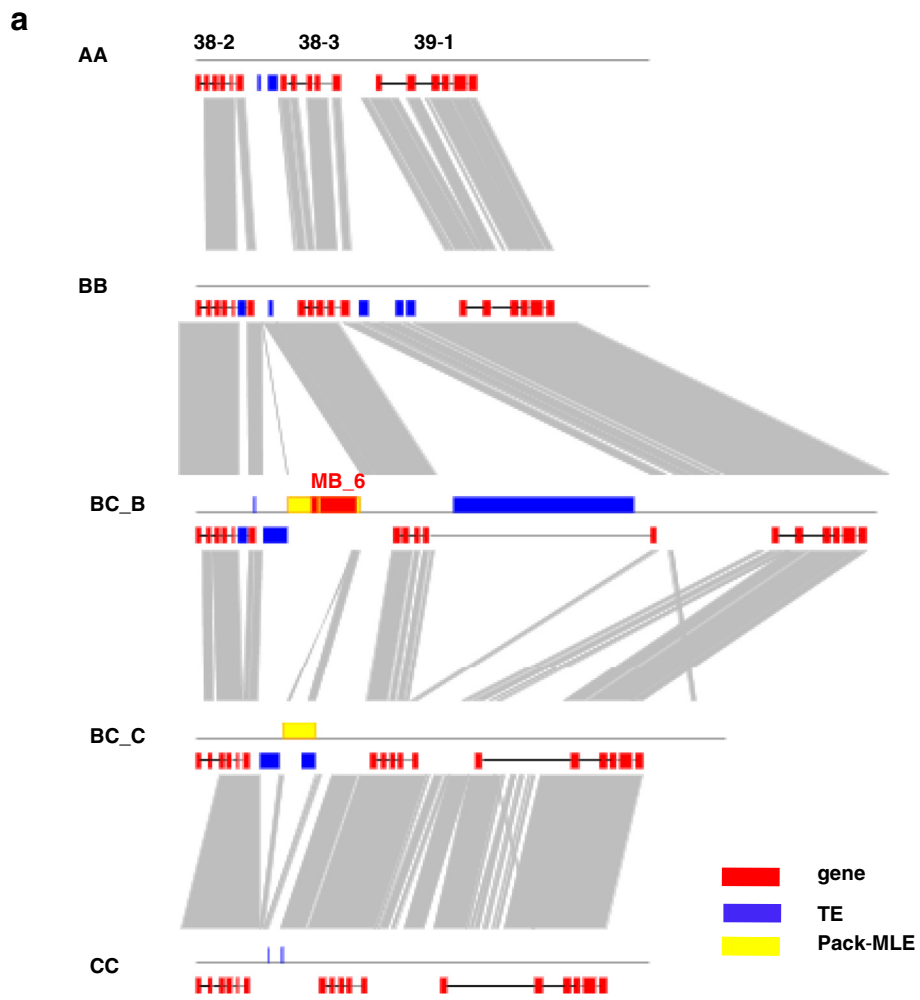 a
38-2 38-3 39-1
AA
BB
MB_6
BC_B
BC_C
gene
TE
Pack-MLE
CC